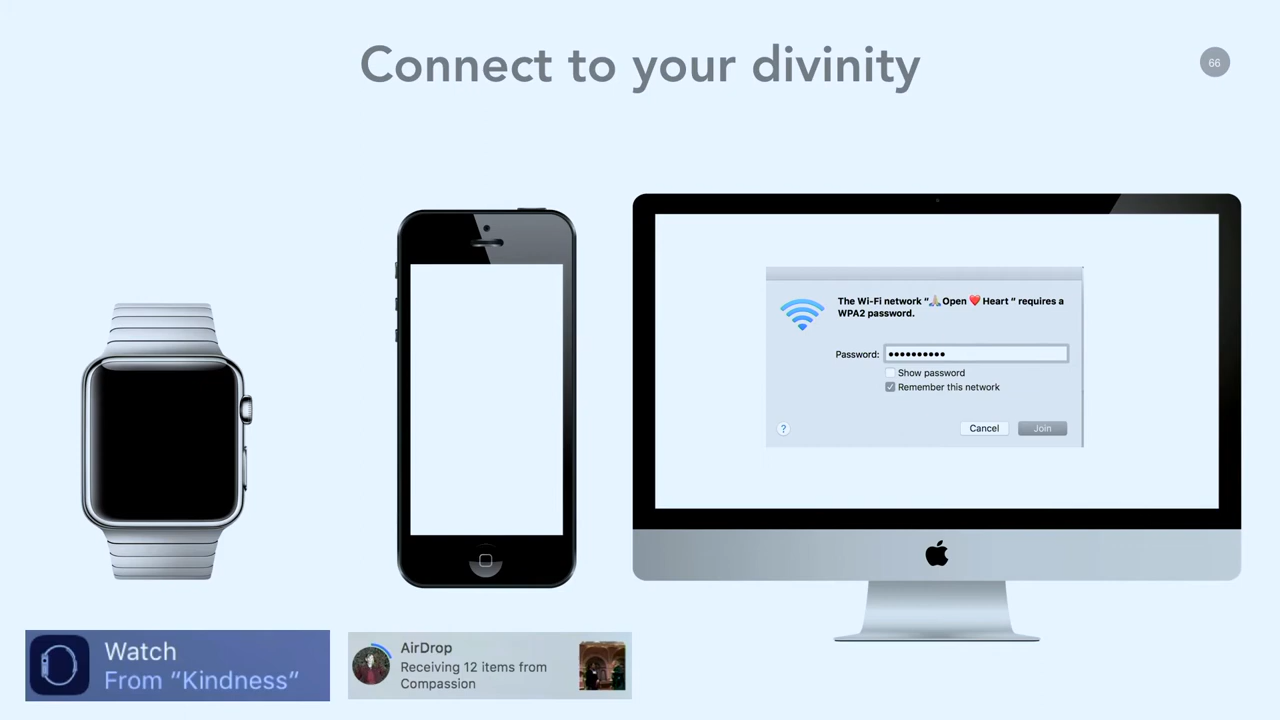 Connect to your divinity
66
The Wi-Fi network “🙏🏼Open ❤️ Heart “ requires a
WPA2 password.
Password: ••••••••••
Show password
Remember this network
?
Cancel
Join
Watch
From “Kindness”
AirDrop
Receiving 12 items from
Compassion